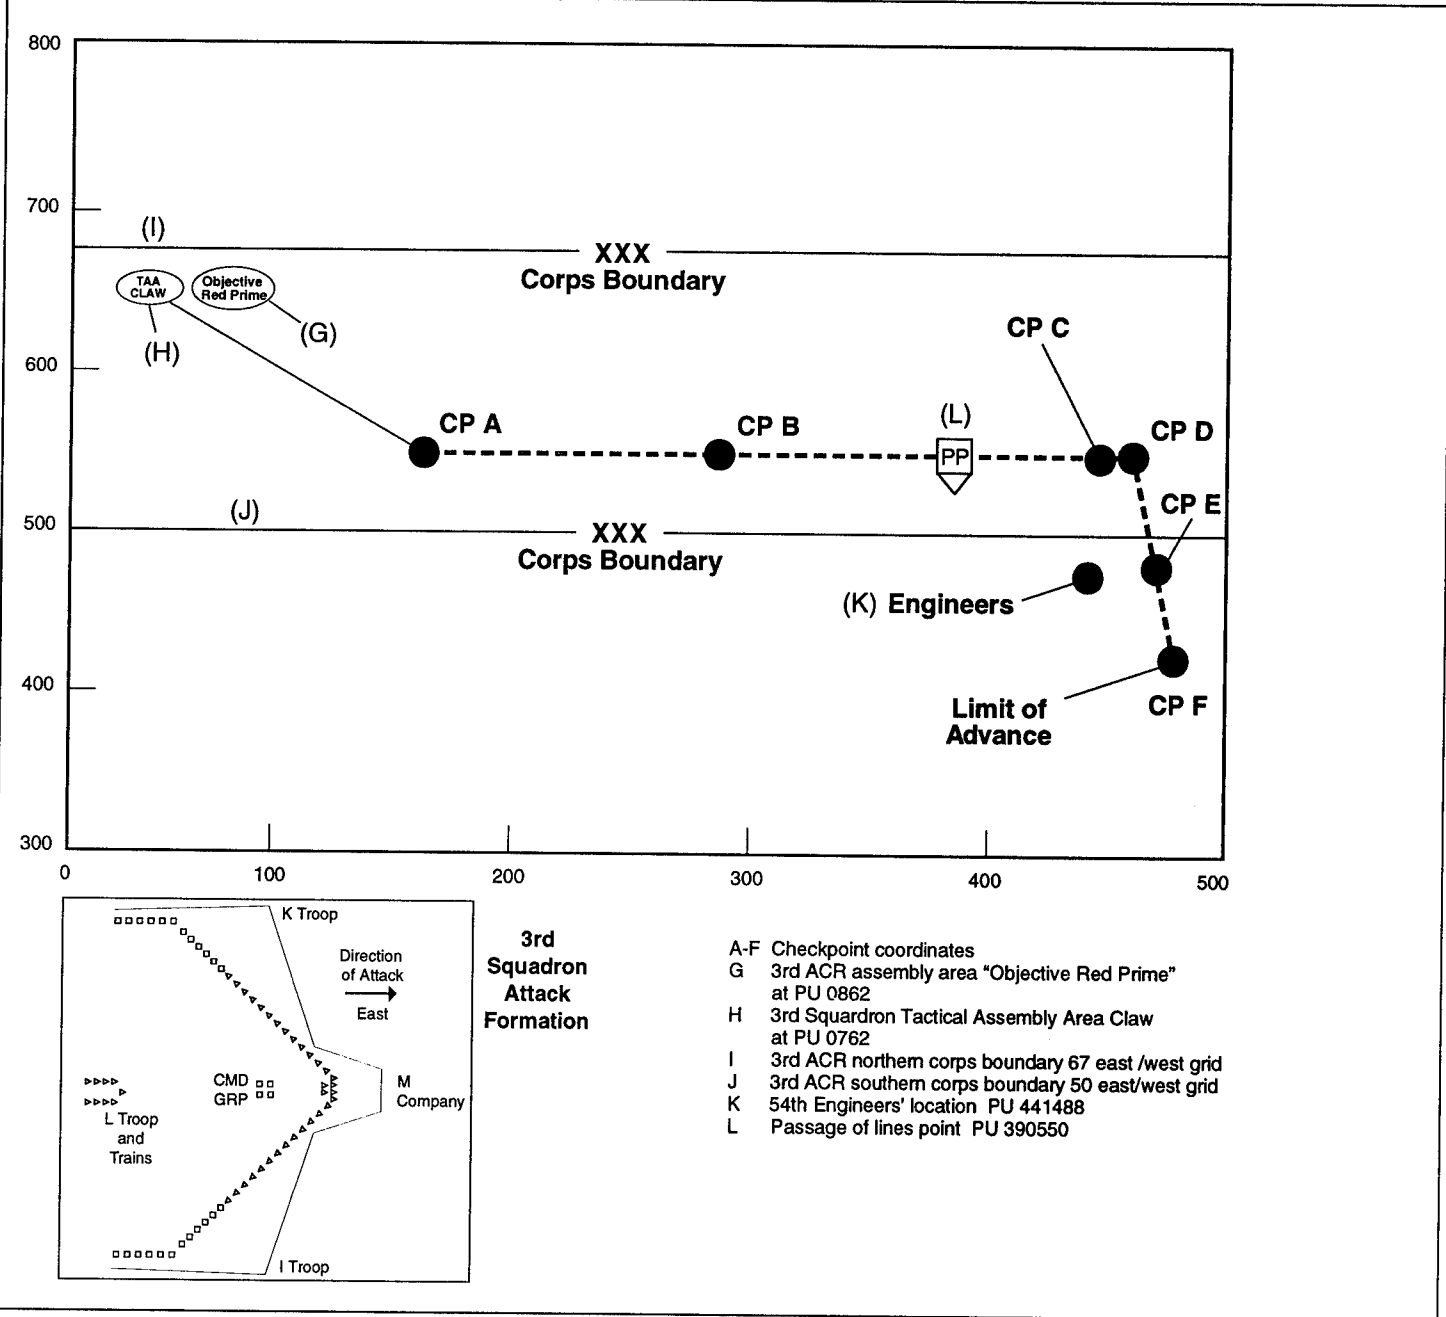 800
700
(I)
XXX
Corps Boundary
TAA
CLAW
Objective
Red Prime
(G)
(H)
600
CP C
CP A
CP B
(L)
PP
CP D
CP E
500
(J)
XXX
Corps Boundary
(K) Engineers
400
Limit of
Advance
CP F
300
0
100
200
300
400
500
K Troop
Direction
of Attack
East
CMD
GRP
M
Company
L Troop
and
Trains
I Troop
3rd
Squadron
Attack
Formation
A-F Checkpoint coordinates
G 3rd ACR assembly area “Objective Red Prime”
at PU 0862
H 3rd Squardron Tactical Assembly Area Claw
at PU 0762
I 3rd ACR northern corps boundary 67 east /west grid
J 3rd ACR southern corps boundary 50 east/west grid
K 54th Engineers' location PU 441488
L Passage of lines point PU 390550